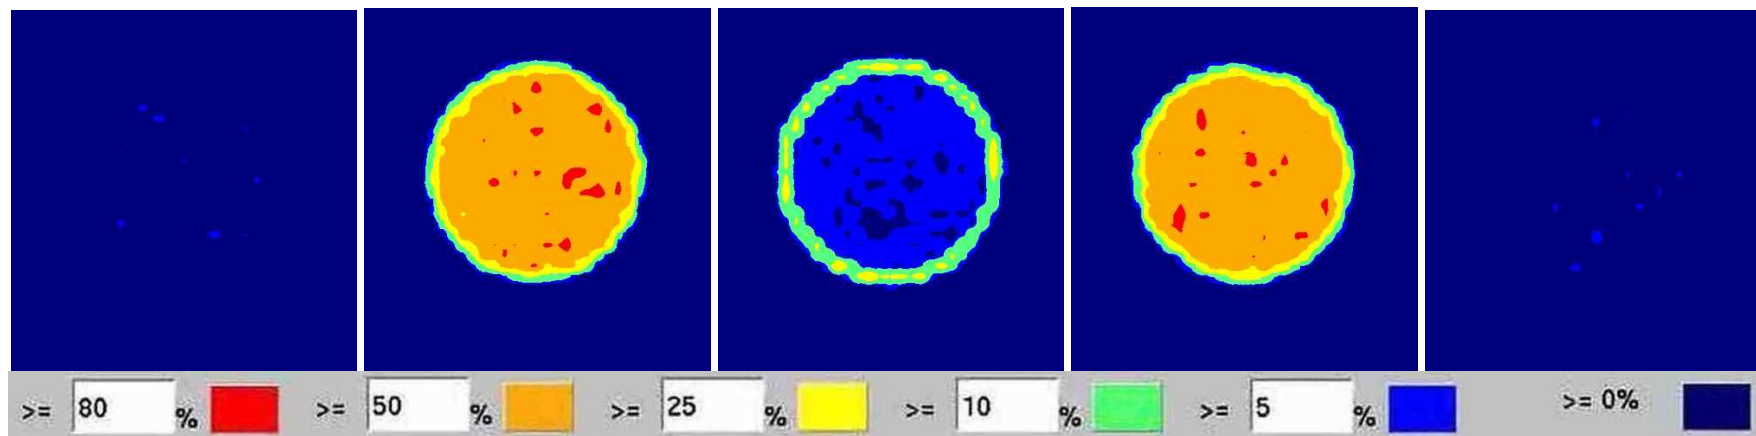 >= 80 % >= 50 % >= 25 % >= 10 % >= 5 % >= 0%